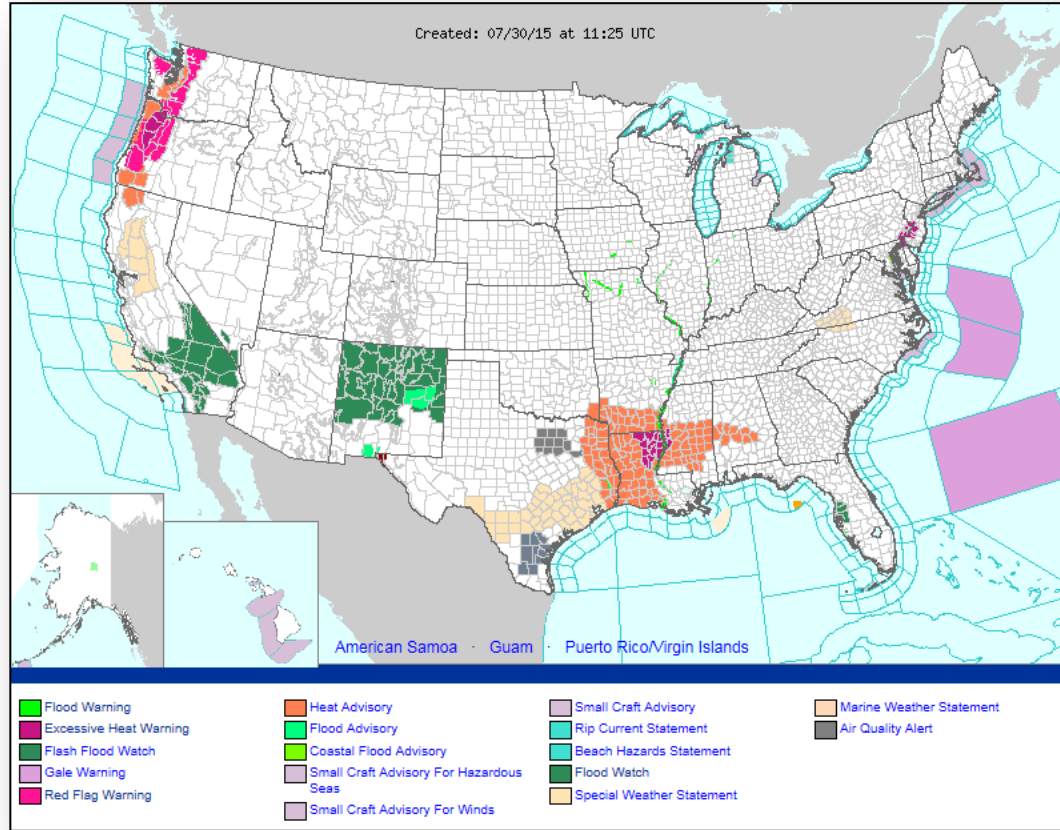 Created: 07/30/15 at 11:25 UTC
American Samoa · Guam · Puerto Rico/Virgin Islands
Flood Warning
Excessive Heat Warning
Flash Flood Watch
Gale Warning
Red Flag Warning
Heat Advisory
Flood Advisory
Coastal Flood Advisory
Small Craft Advisory For Hazardous
Seas
Small Craft Advisory For Winds
Small Craft Advisory
Rip Current Statement
Beach Hazards Statement
Flood Watch
Special Weather Statement
Marine Weather Statement
Air Quality Alert